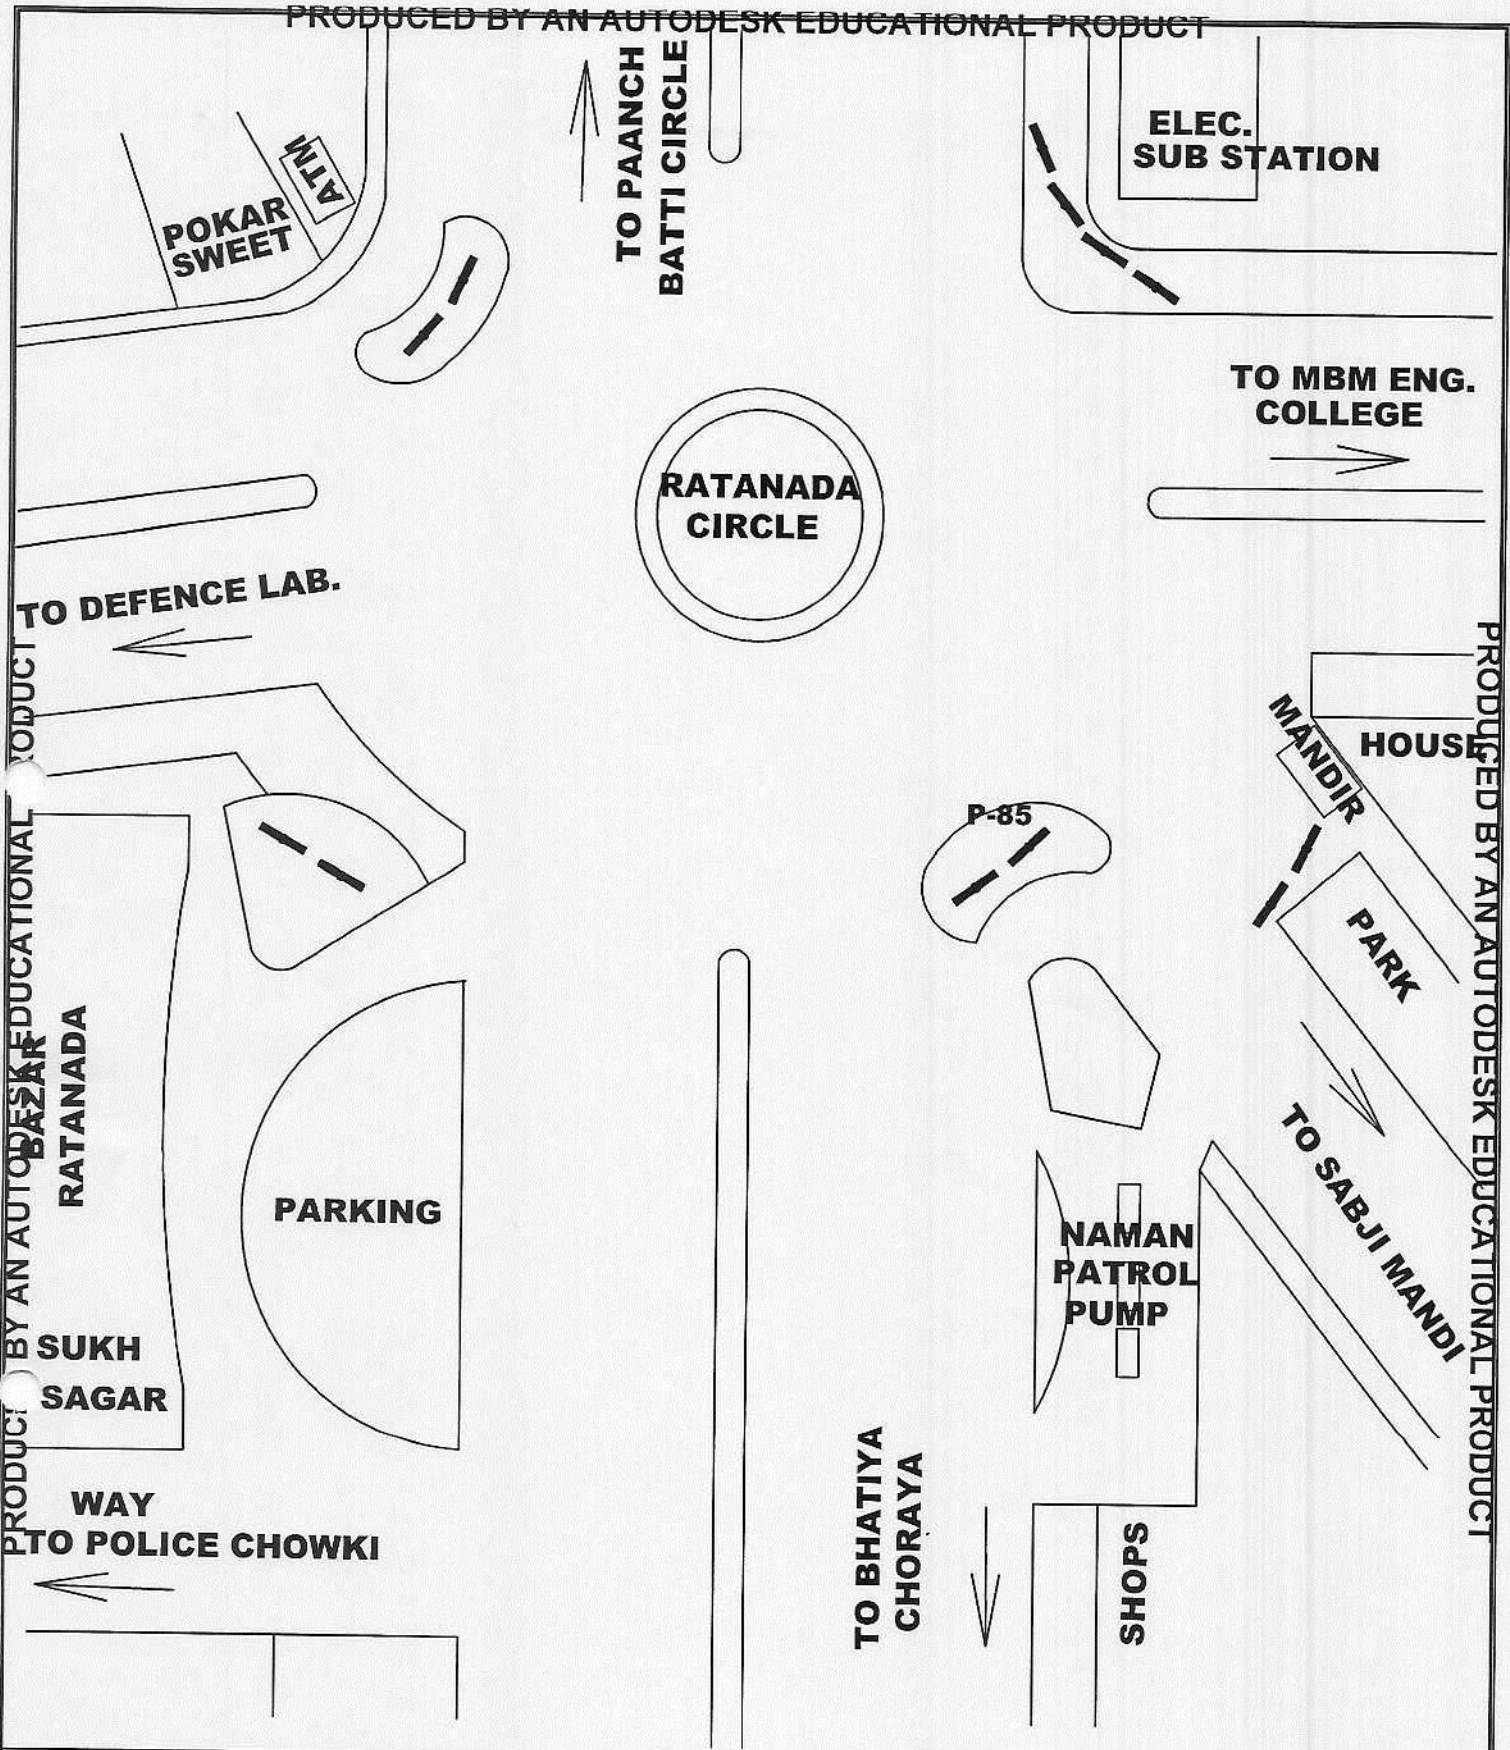 PRODUCED BY AN AUTODESK EDUCATIONAL PRODUCT
TO PAANCH
BATTI CIRCLE
ELEC.
SUB STATION
ATM
POKAR
SWEET
TO MBM ENG.
COLLEGE
RATANADA
CIRCLE
TO DEFENCE LAB.
MANDIR
HOUSE
P-85
PARK
BAZAR
RATANADA
PARKING
TO SABJI MANDI
NAMAN
PATROL
PUMP
SUKH
SAGAR
WAY
TO POLICE CHOWKI
TO BHATIYA
CHORAYA
SHOPS
PRODUCED BY AN AUTODESK EDUCATIONAL PRODUCT
PRODUC BY AN AUTODESK EDUCATIONAL RODUCT